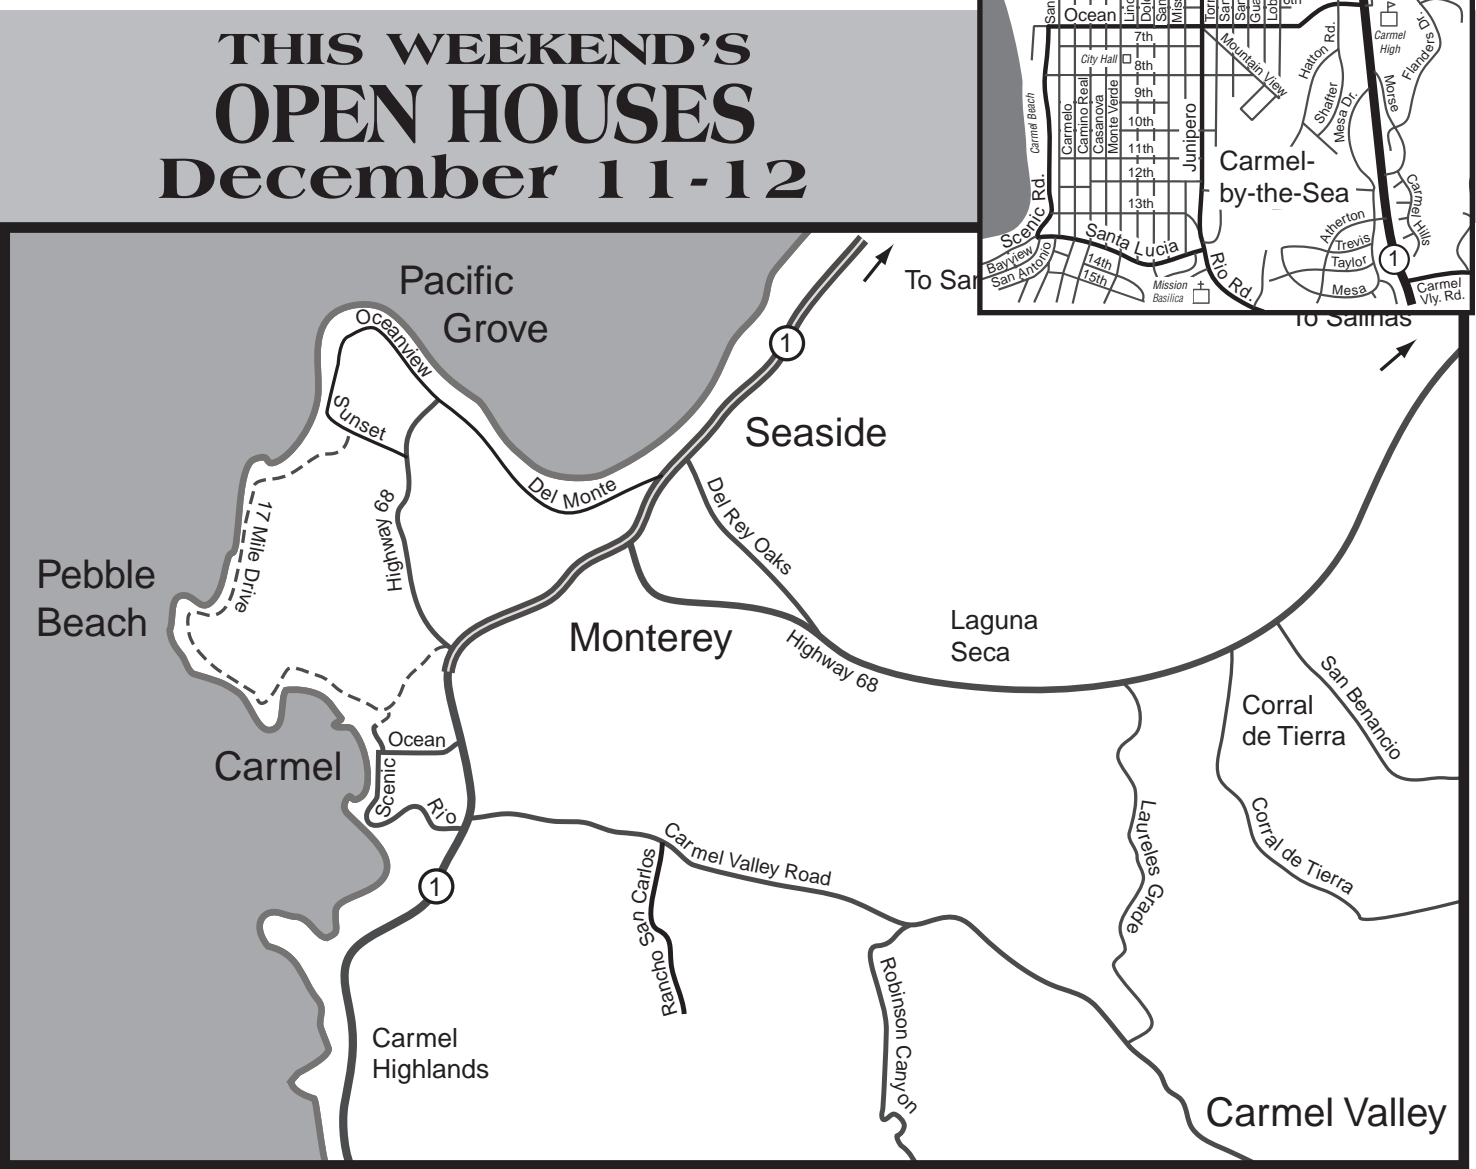 THIS WEEKEND'S
OPEN HOUSES
December 11-12
Ocean
7th
City Hall
8th
9th
10th
11th
12th
13th
Carmel Beach
Carmelo
Camino Real
Casanova
Monte Verde
Junipero
Mountain View
Hatton Rd.
Shafter
Mesa Dr.
Morse
Flanders Dr.
Carmel
High
Carmel-
by-the-Sea
Carmel Hills
Atherton
Trevis
Taylor
Mesa
1
Carmel
Vly. Rd.
Scenic Rd.
Santa Lucia
Bayview
San Antonio
14th
15th
Mission
Basilica
Rio Rd.
Pacific
Grove
Oceanview
Sunset
To Salinas
1
Seaside
Del Monte
Del Rey Oaks
17 Mile Drive
Highway 68
Pebble
Beach
Monterey
Highway 68
Laguna
Seca
San Benancio
Corral
de Tierra
Corral de Tierra
Laureles Grade
Carmel
Ocean
Scenic
Rio
Carmel Valley Road
Rancho San Carlos
1
Robinson Canyon
Carmel
Highlands
Carmel Valley